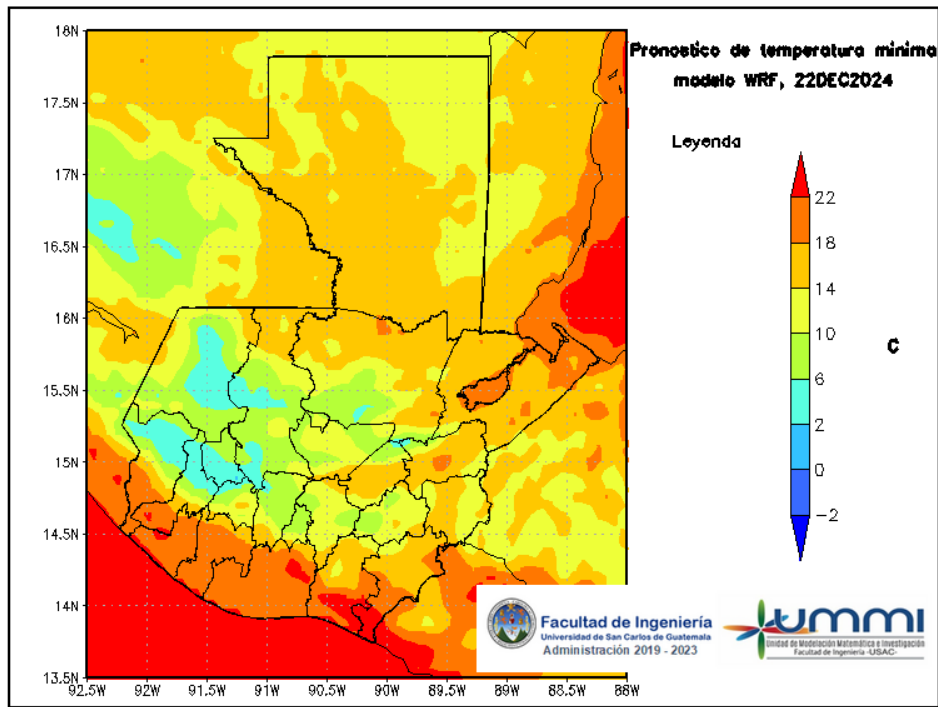 Pronostico de temperatura minima
modelo WRF, 22DEC2024
Leyenda
22
18
14
10
6
2
0
−2
C
18N
17.5N
17N
16.5N
16N
15.5N
15N
14.5N
14N
13.5N
92.5W 92W 91.5W 91W 90.5W 90W 89.5W 89W 88.5W 88W
Facultad de Ingeniería
Universidad de San Carlos de Guatemala
Administración 2019 - 2023
ummi
Unidad de Modelación Matemática e Investigación
Facultad de Ingeniería -USAC-